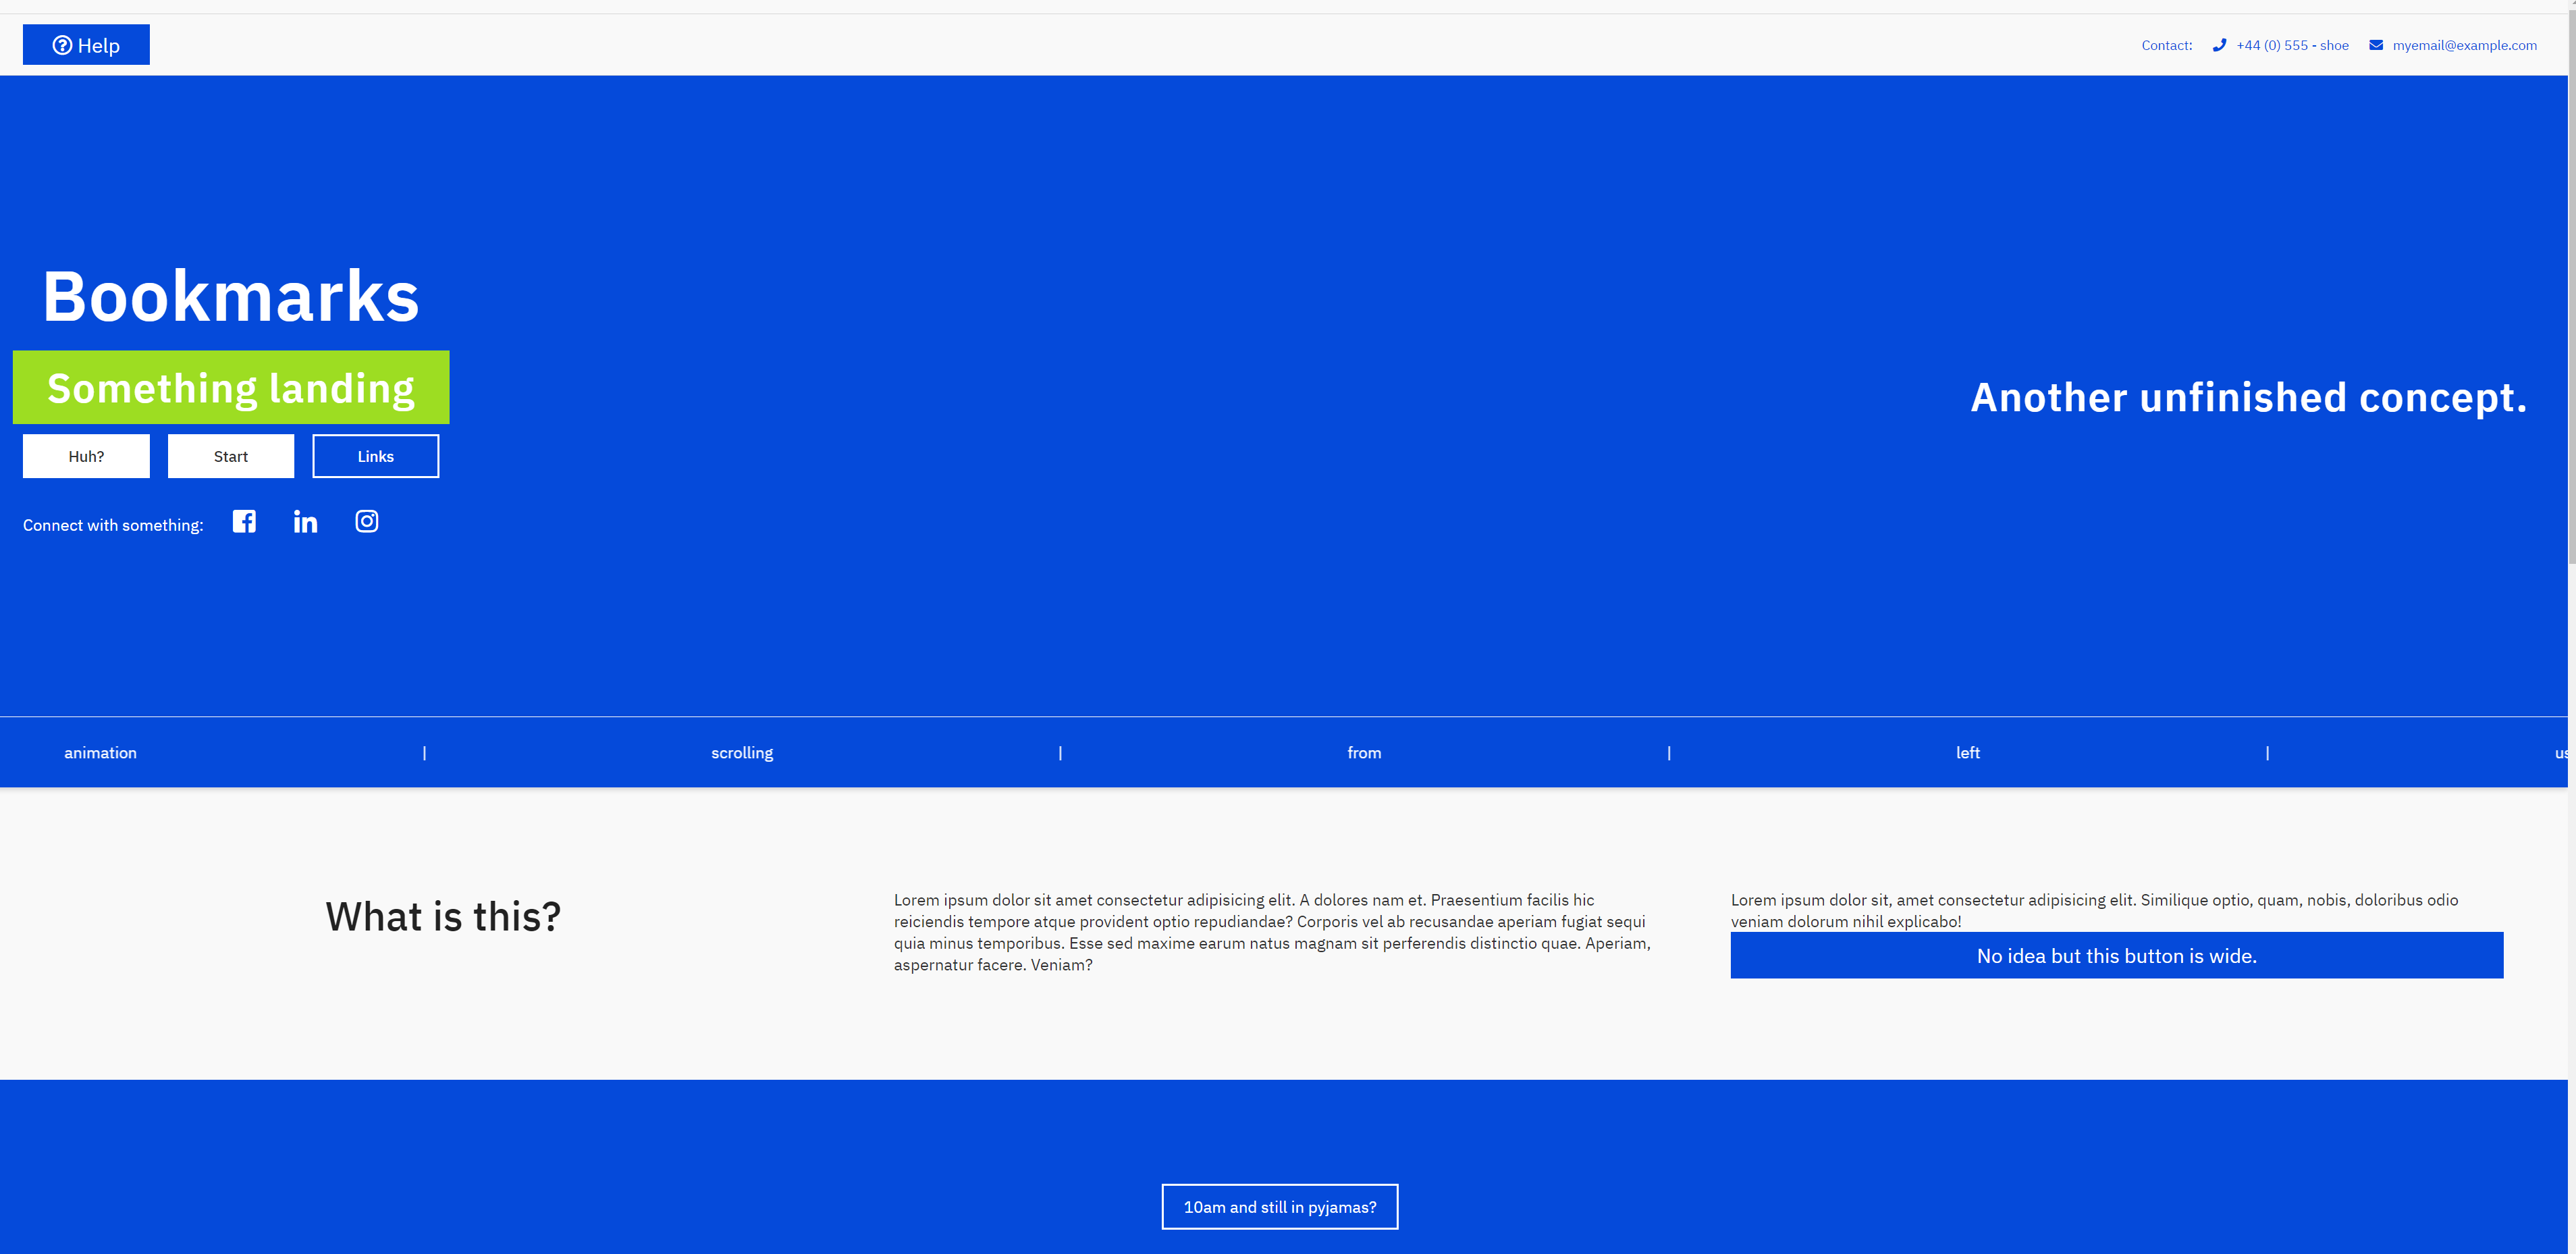 Help
Contact: +44 (0) 555 - shoe myemail@example.com
Bookmarks
Something landing
Another unfinished concept.
Huh? Start Links
Connect with something:
animation | scrolling | from | left |
What is this?
Lorem ipsum dolor sit amet consectetur adipisicing elit. A dolores nam et. Praesentium facilis hic
reiciendis tempore atque provident optio repudiandae? Corporis vel ab recusandae aperiam fugiat sequi
quia minus temporibus. Esse sed maxime earum natus magnam sit perferendis distinctio quae. Aperiam,
aspernatur facere. Veniam?
Lorem ipsum dolor sit, amet consectetur adipisicing elit. Similique optio, quam, nobis, doloribus odio
veniam dolorum nihil explicabo!
No idea but this button is wide.
10am and still in pyjamas?